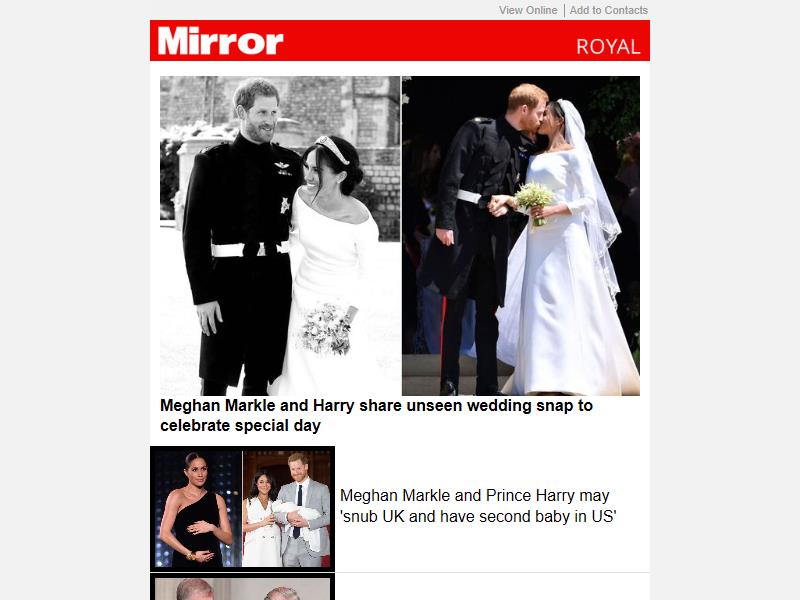 View Online | Add to Contacts
Mirror ROYAL
Meghan Markle and Harry share unseen wedding snap to
celebrate special day
Meghan Markle and Prince Harry may
'snub UK and have second baby in US'